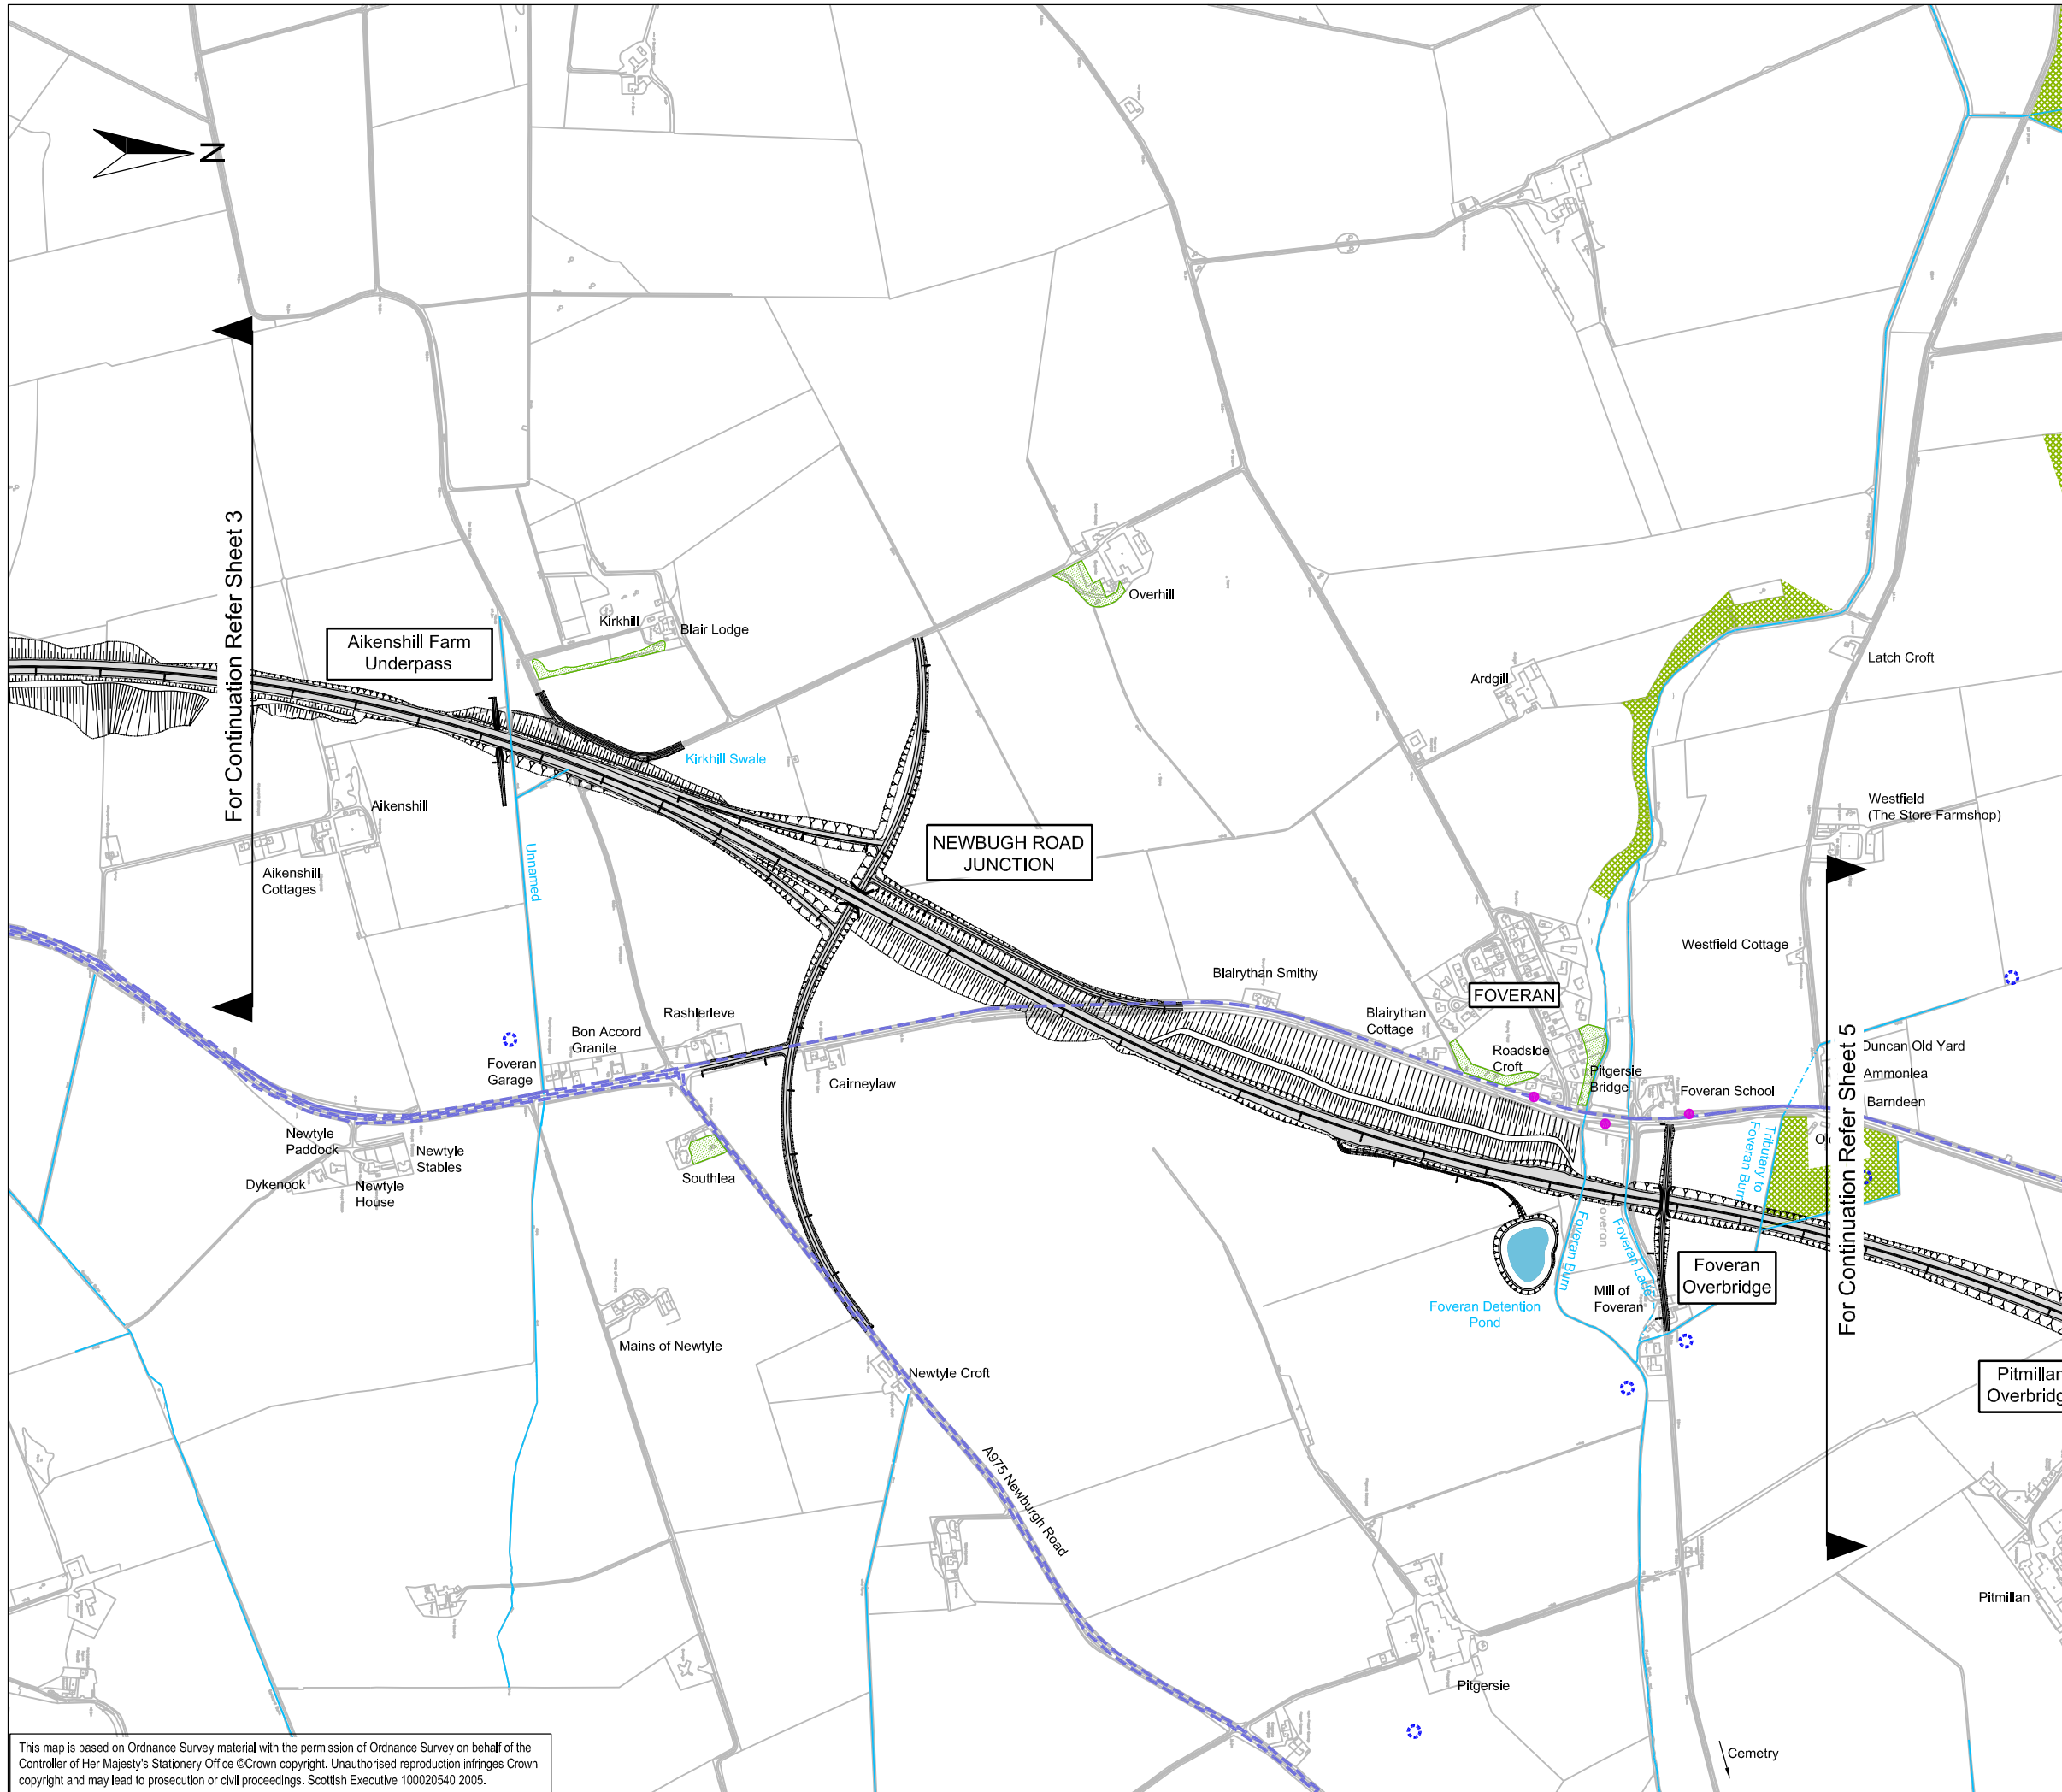 N
For Continuation Refer Sheet 3
Aikenshill Farm
Underpass
Kirkhill
Blair Lodge
Overhill
Kirkhill Swale
Ardgill
Latch Croft
Westfield
(The Store Farmshop)
Aikenshill
Aikenshill
Cottages
Unnamed
NEWBUGH ROAD
JUNCTION
Blairythan Smithy
Westfield Cottage
FOVERAN
Blairythan
Cottage
Roadside
Croft
Pitgersie
Bridge
Foveran School
For Continuation Refer Sheet 5
Duncan Old Yard
Ammonlea
Barndeen
Rashierieve
Bon Accord
Granite
Foveran
Garage
Cairneylaw
Newtyle
Paddock
Newtyle
Stables
Dykenook
Newtyle
House
Southlea
Tributary to
Foveran Burn
Foveran Burn
Foveran Lade
Foveran
Overbridge
Mill of
Foveran
Foveran Detention
Pond
Mains of Newtyle
Newtyle Croft
Pitmillan
Overbridg
A975 Newburgh Road
Pitmillan
Pitgersie
Cemetry
This map is based on Ordnance Survey material with the permission of Ordnance Survey on behalf of the
Controller of Her Majesty's Stationery Office ©Crown copyright. Unauthorised reproduction infringes Crown
copyright and may lead to prosecution or civil proceedings. Scottish Executive 100020540 2005.